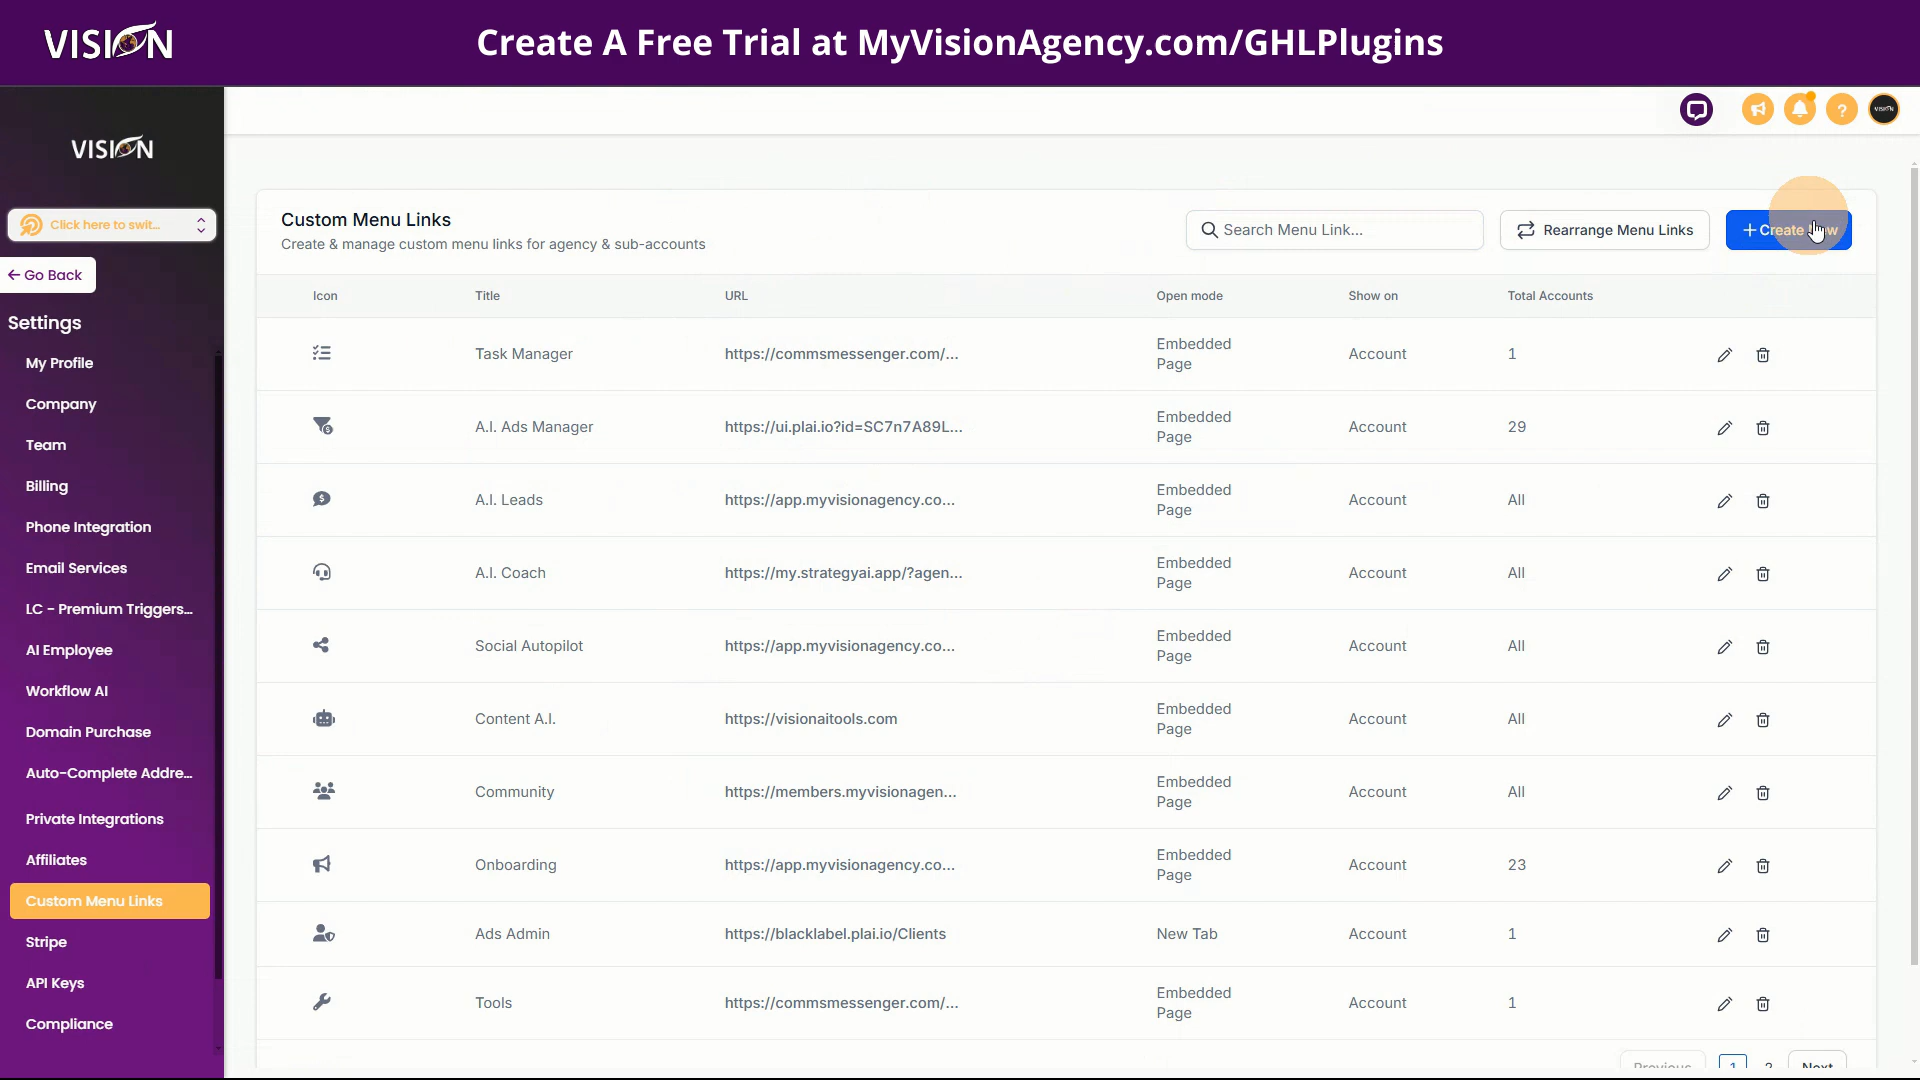 VISION
Create A Free Trial at MyVisionAgency.com/GHLPlugins
VISION
Click here to swit...
← Go Back
Settings
My Profile
Company
Team
Billing
Phone Integration
Email Services
LC - Premium Triggers...
AI Employee
Workflow AI
Domain Purchase
Auto-Complete Addre...
Private Integrations
Affiliates
Custom Menu Links
Stripe
API Keys
Compliance
Custom Menu Links
Create & manage custom menu links for agency & sub-accounts
Search Menu Link...
Rearrange Menu Links
+ Create
Icon Title URL Open mode Show on Total Accounts
Task Manager https://commsmessenger.com/... Embedded Page Account 1
A.I. Ads Manager https://ui.plai.io?id=SC7n7A89L... Embedded Page Account 29
A.I. Leads https://app.myvisionagency.co... Embedded Page Account All
A.I. Coach https://my.strategyai.app/?agen... Embedded Page Account All
Social Autopilot https://app.myvisionagency.co... Embedded Page Account All
Content A.I. https://visionaitools.com Embedded Page Account All
Community https://members.myvisionagen... Embedded Page Account All
Onboarding https://app.myvisionagency.co... Embedded Page Account 23
Ads Admin https://blacklabel.plai.io/Clients New Tab Account 1
Tools https://commsmessenger.com/... Embedded Page Account 1
Previous 1 2 Next